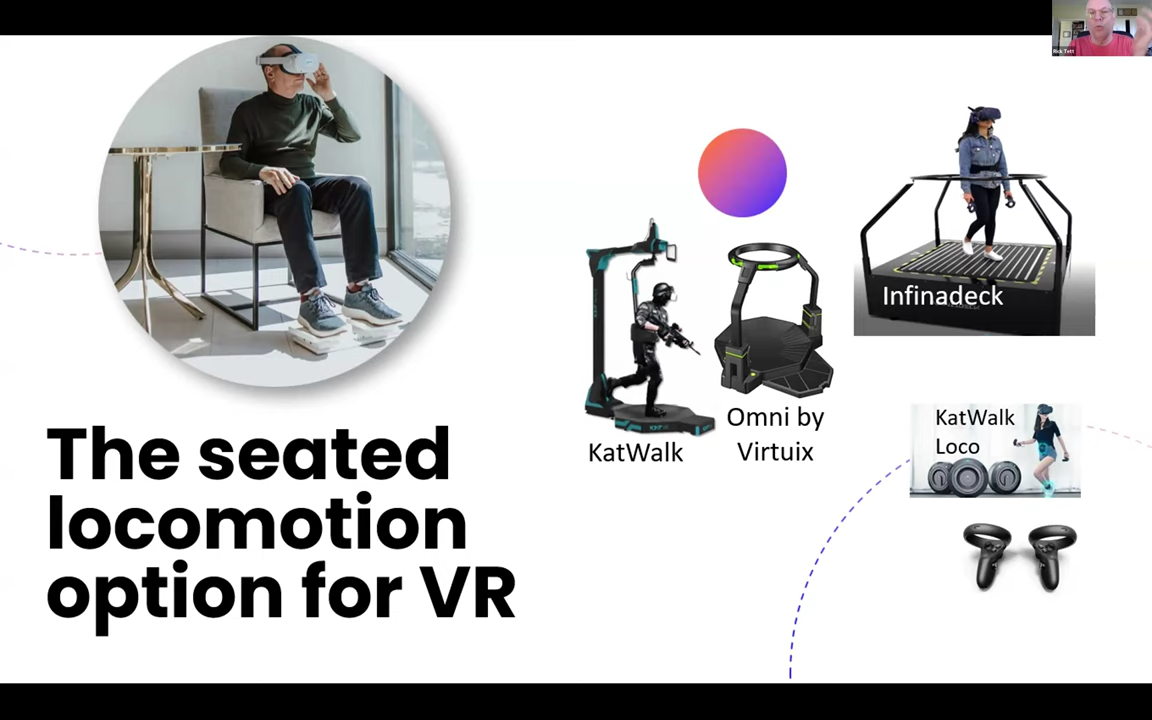 Rick Tett
The seated
locomotion
option for VR
KatWalk
Omni by
Virtuix
Infinadeck
KatWalk
Loco